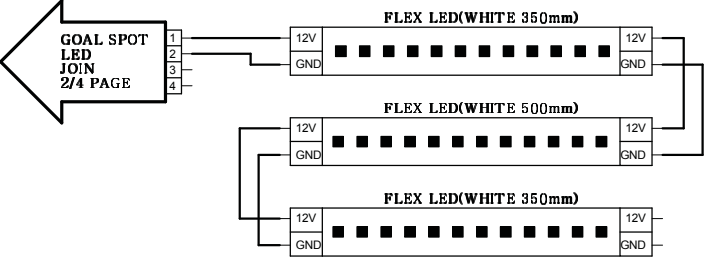 FLEX LED(WHITE 350mm)
GOAL SPOT
LED
JOIN
2/4 PAGE
1
2
3
4
12V
GND
12V
GND
FLEX LED(WHITE 500mm)
12V
GND
12V
GND
FLEX LED(WHITE 350mm)
12V
GND
12V
GND